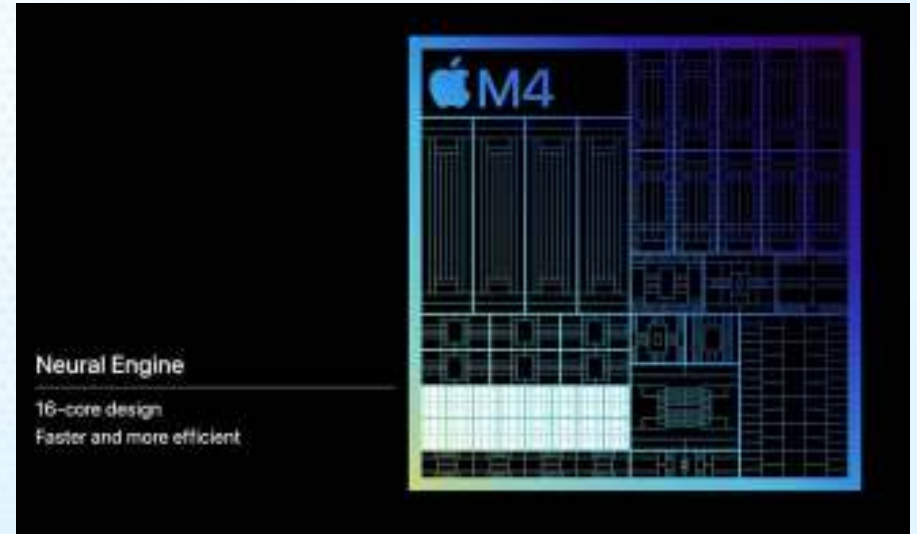 M4
Neural Engine
16-core design
Faster and more efficient